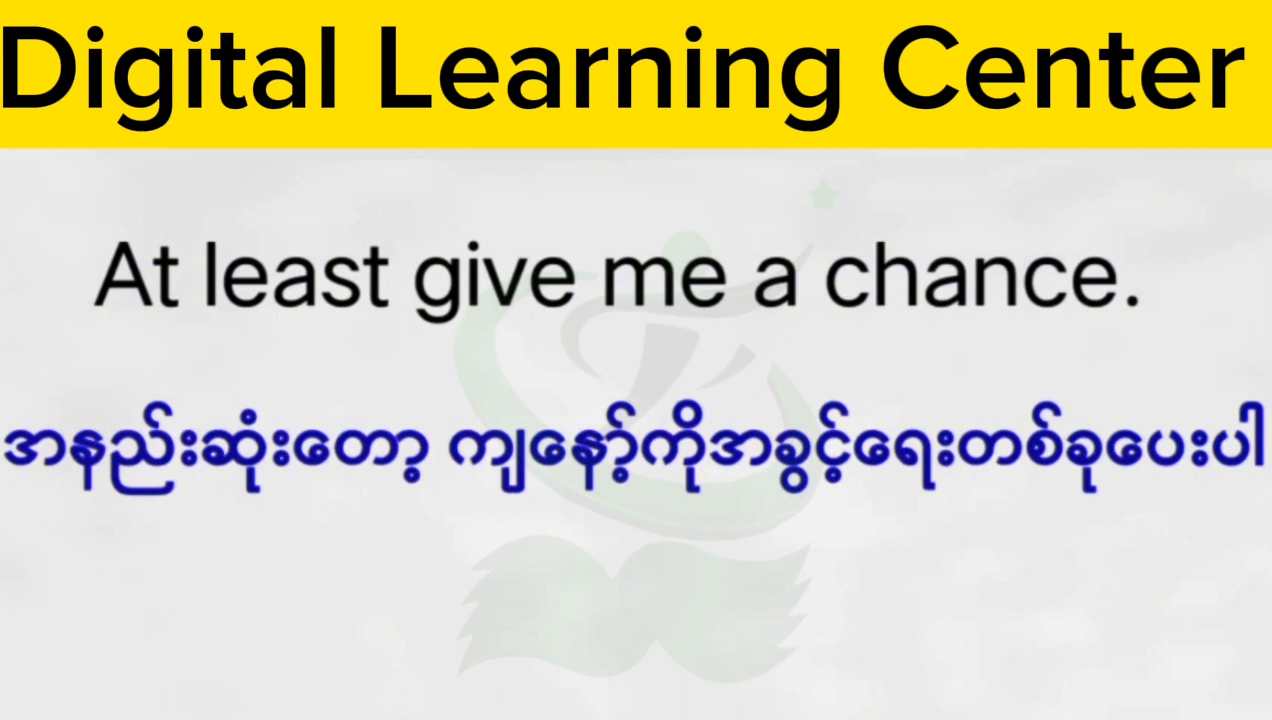 Digital Learning Center
At least give me a chance.
အနည်းဆုံးတော့ ကျနော့်ကိုအခွင့်ရေးတစ်ခုပေးပါ